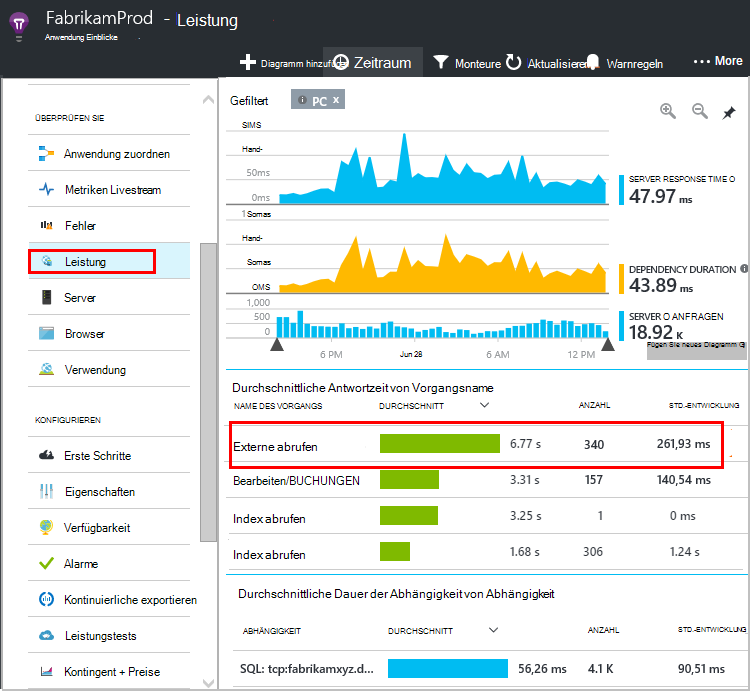 FabrikamProd - Leistung
Anwendung Einblicke
Diagramm hinzufüge
Zeitraum
Monteure
Aktualisieren
Warnregeln
More
ÜBERPRÜFEN SIE
Anwendung zuordnen
Metriken Livestream
Fehler
Leistung
Server
Browser
Verwendung
KONFIGURIEREN
Erste Schritte
Eigenschaften
Verfügbarkeit
Alarme
Kontinuierliche exportieren
Leistungstests
Kontingent + Preise
Gefiltert
PC x
SIMS
Hand-
50ms
0ms
SERVER RESPONSE TIME O
47.97 ms
1 Somas
Hand-
Somas
OMS
DEPENDENCY DURATION
43.89 ms
1,000
500
0
SERVER O ANFRAGEN
18.92 K
Fügen Sie neues Diagramm
6 PM
Jun 28
6 AM
12 PM
Durchschnittliche Antwortzeit von Vorgangsname
NAME DES VORGANGS DURCHSCHNITT ANZAHL STD.-ENTWICKLUNG
Externe abrufen 6.77 s 340 261,93 ms
Bearbeiten/BUCHUNGEN 3.31 s 157 140,54 ms
Index abrufen 3.25 s 1 0 ms
Index abrufen 1.68 s 306 1.24 s
Durchschnittliche Dauer der Abhängigkeit von Abhängigkeit
ABHÄNGIGKEIT DURCHSCHNITT ANZAHL STD.-ENTWICKLUNG
SQL: tcp:fabrikamxyz.d... 56,26 ms 4.1 K 90,51 ms